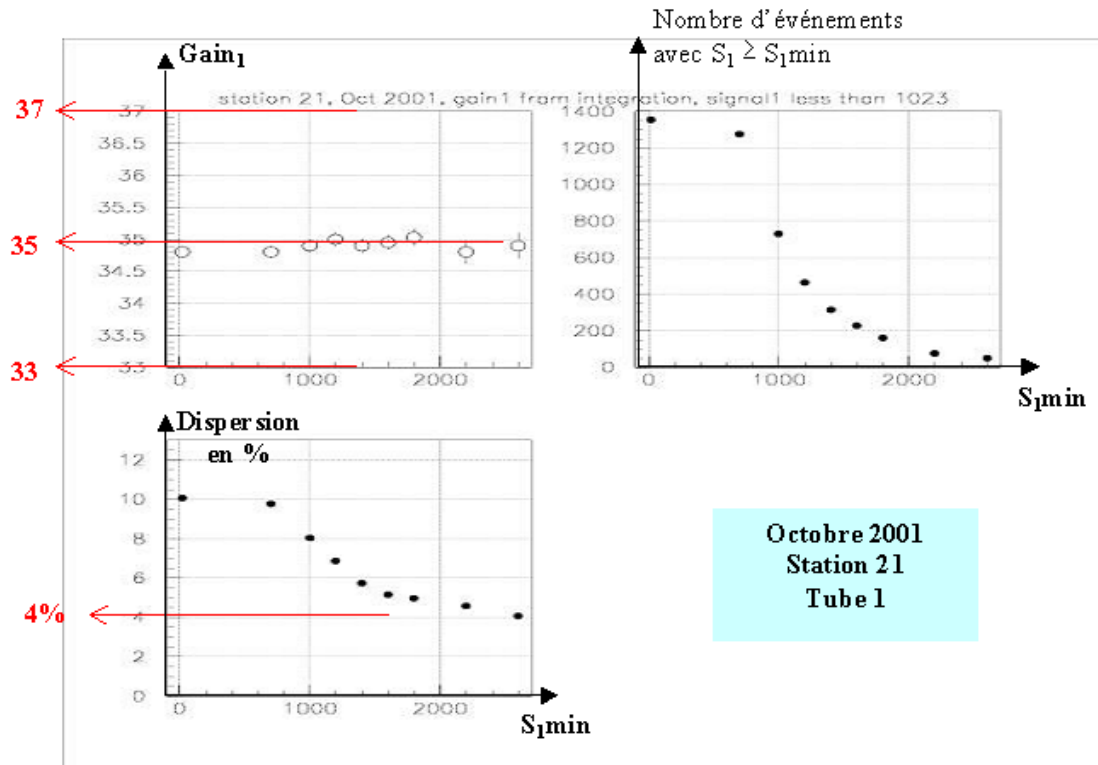 Nombre d'événements
avec S1 ≥ S1min
Gain1
station 21, Oct 2001, gain1 from integration, signal1 less than 1023
37
35
33
37
36.5
36
35.5
35
34.5
34
33.5
33
0 1000 2000
1400
1200
1000
800
600
400
200
0
0 1000 2000
S1min
Dispersion
en %
12
10
8
6
4
2
0
4%
0 1000 2000
S1min
Octobre 2001
Station 21
Tube 1